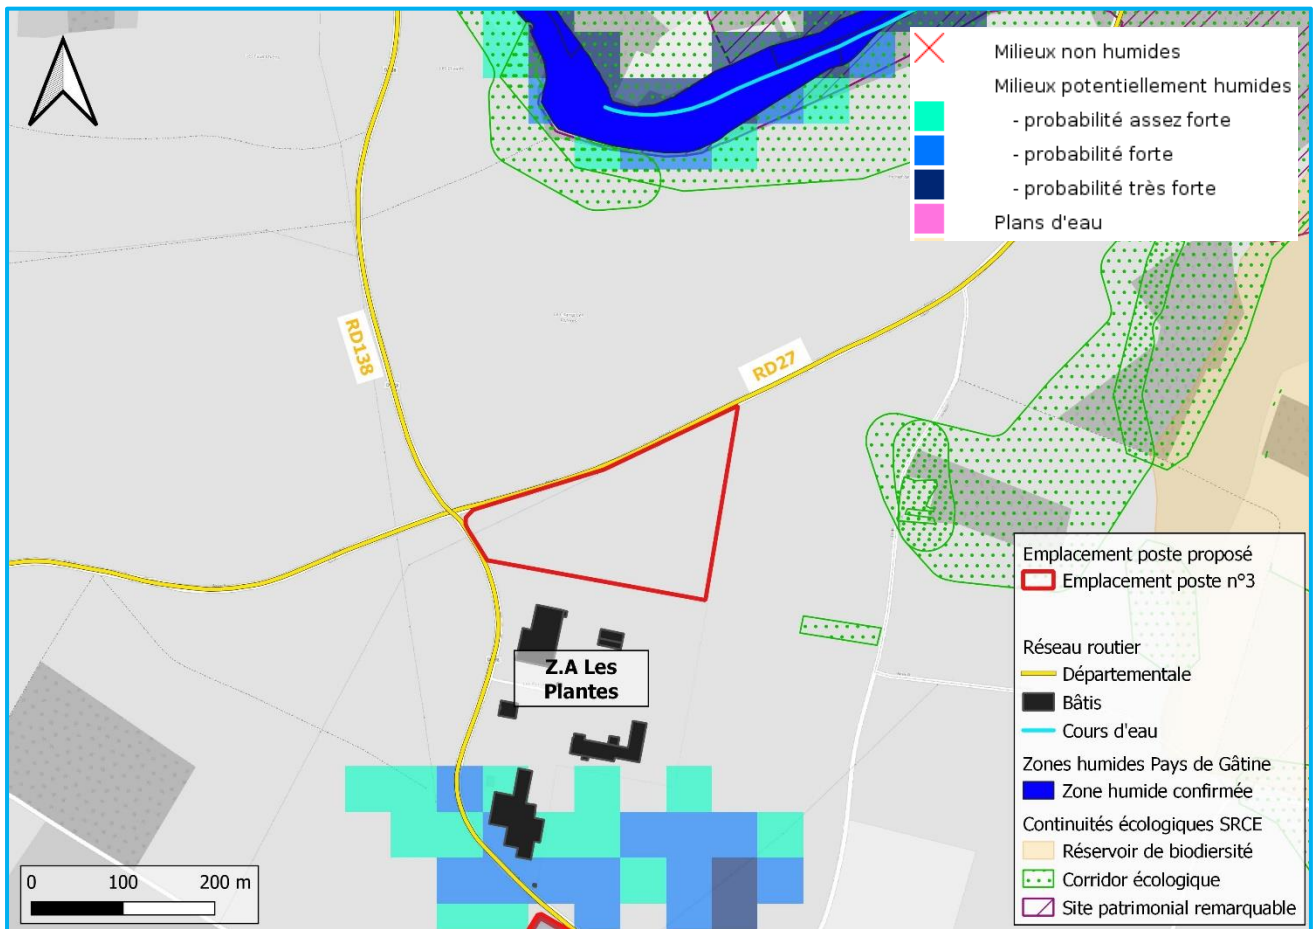 Milieux non humides
Milieux potentiellement humides
- probabilité assez forte
- probabilité forte
- probabilité très forte
Plans d'eau
RD138
RD27
Z.A Les
Plantes
Emplacement poste proposé
Emplacement poste n°3
Réseau routier
Départementale
Bâtis
Cours d'eau
Zones humides Pays de Gâtine
Zone humide confirmée
Continuités écologiques SRCE
Réservoir de biodiversité
Corridor écologique
Site patrimonial remarquable
0 100 200 m